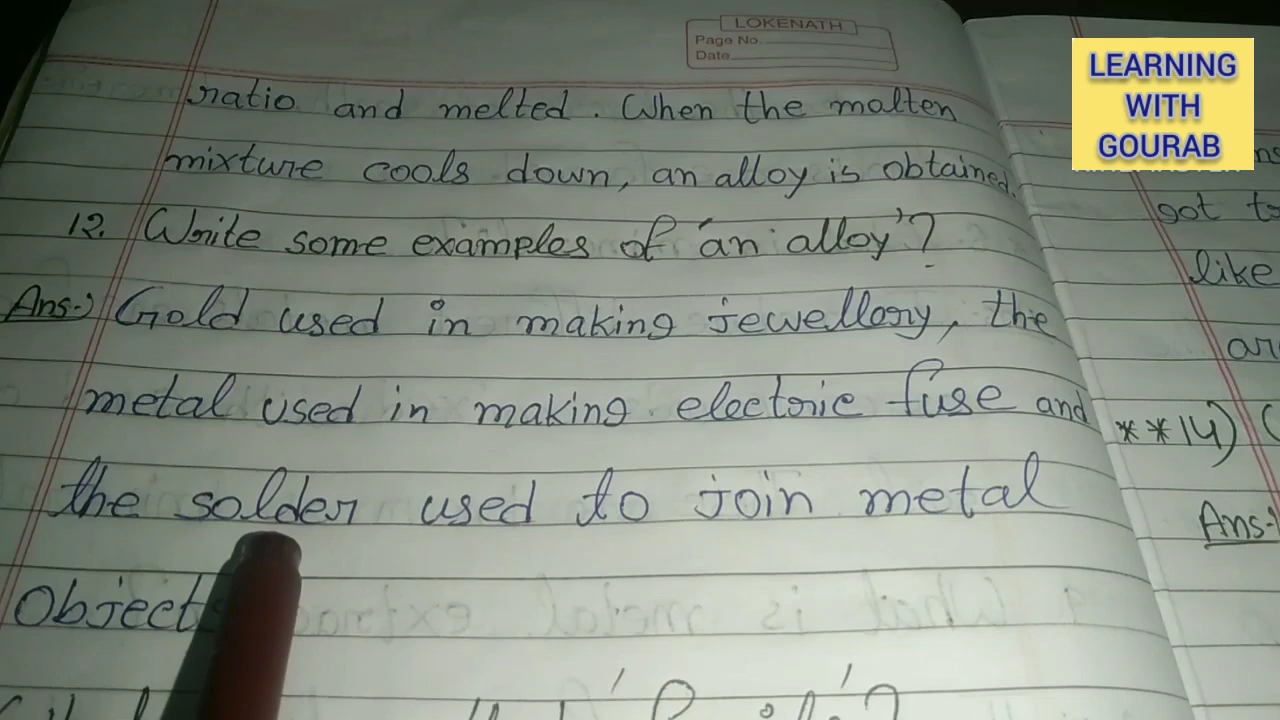 LOKENATH
Page No.
Date
LEARNING
WITH
GOURAB
ratio and melted. When the molten
mixture cools down, an alloy is obtained.
12. Write some examples of 'an alloy'?
Ans:) Gold used in making jewellory, the
metal used in making electric fuse and
the solder used to join metal
Object
got to
like
**14) (
Ans:)